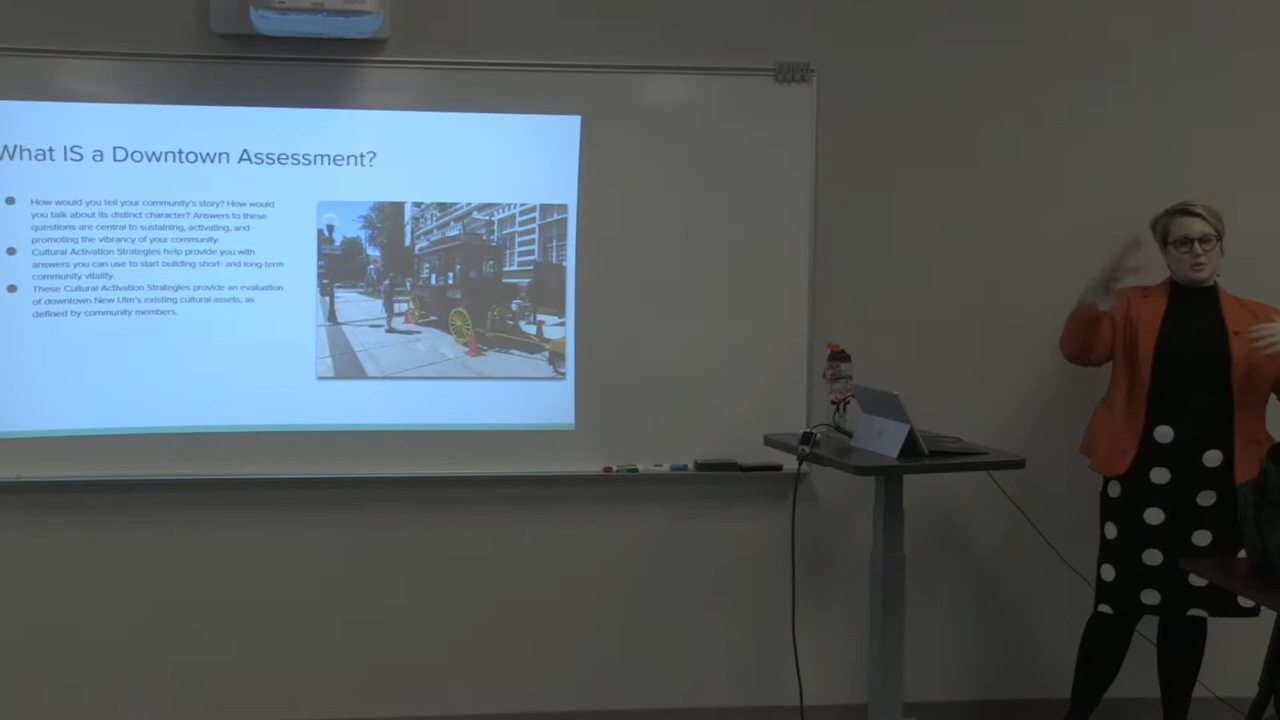 What IS a Downtown Assessment?
How would you tell your community's story? How would
you talk about its distinct character? Answers to these
questions are central to sustaining, activating, and
promoting the vibrancy of your community.
Cultural Activation Strategies help provide you with
answers you can use to start building short- and long-term
community vitality.
These Cultural Activation Strategies provide an evaluation
of downtown New Ulm's existing cultural assets, as
defined by community members.